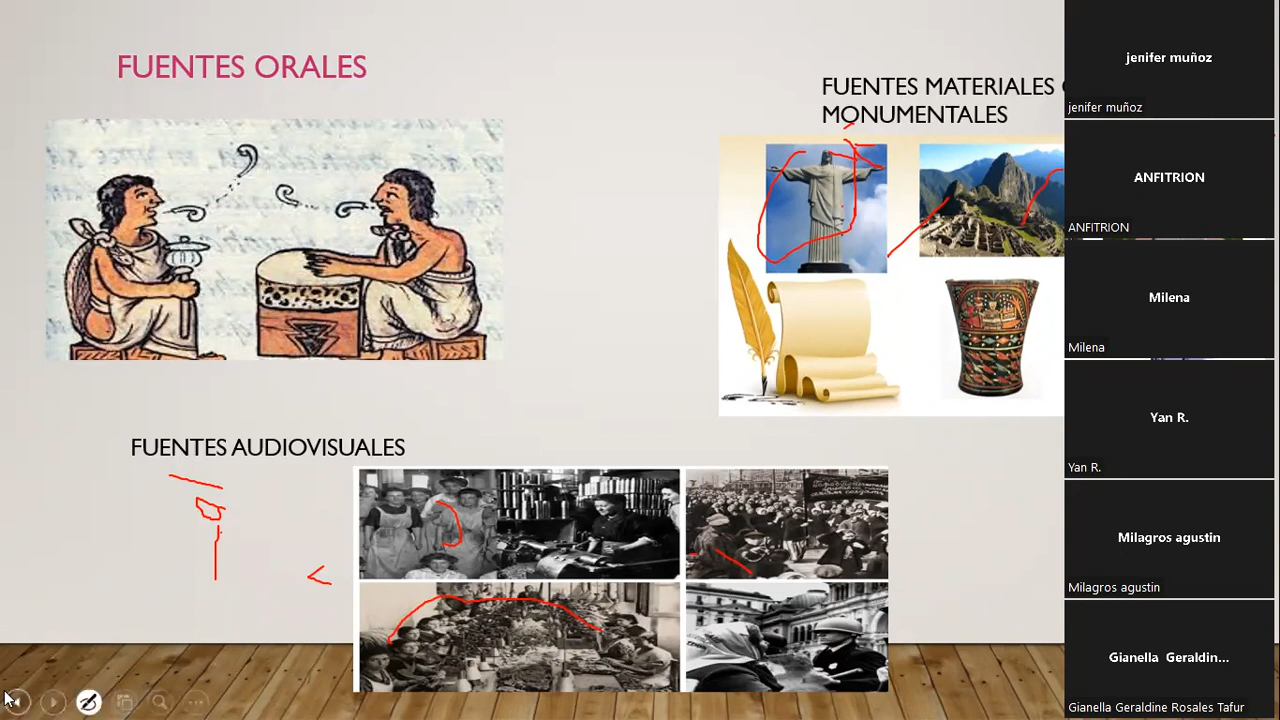 FUENTES ORALES
FUENTES MATERIALES
MONUMENTALES
FUENTES AUDIOVISUALES
jenifer muñoz
jenifer muñoz
ANFITRION
ANFITRION
Milena
Milena
Yan R.
Yan R.
Milagros agustin
Milagros agustin
Gianella Geraldin...
Gianella Geraldine Rosales Tafur